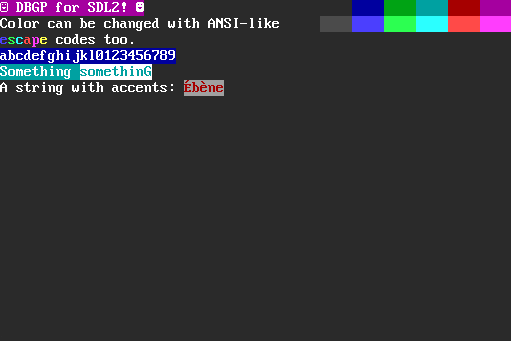 ☺ DBGP for SDL2! ☻
Color can be changed with ANSI-like
escape codes too.
abcdefghijkl0123456789
Something somethinG
A string with accents: Ébène